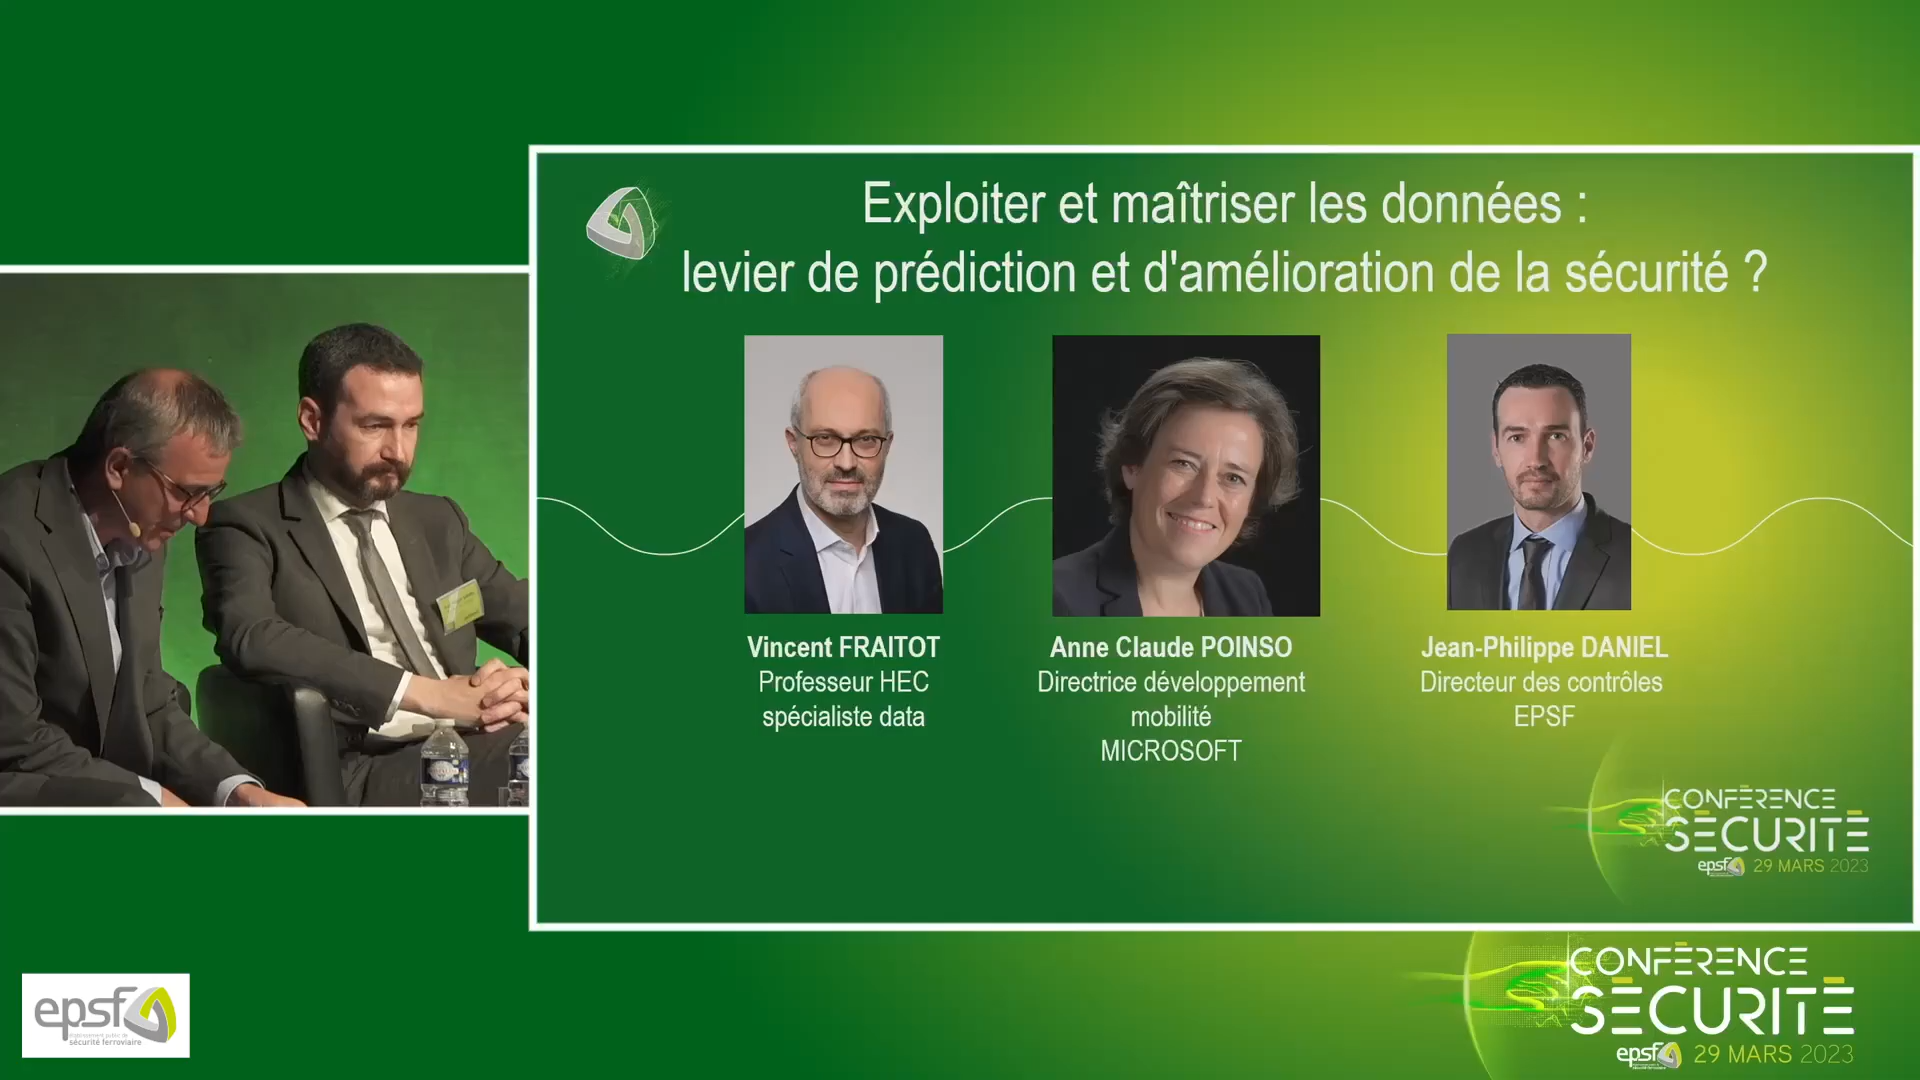 Exploiter et maîtriser les données :
levier de prédiction et d'amélioration de la sécurité ?
Vincent FRAITOT
Professeur HEC
spécialiste data
Anne Claude POINSO
Directrice développement
mobilité
MICROSOFT
Jean-Philippe DANIEL
Directeur des contrôles
EPSF
CONFÉRENCE
SÉCURITÉ
epsf 29 MARS 2023
epsf
sécurité ferroviaire
CONFÉRENCE
SÉCURITÉ
epsf 29 MARS 2023